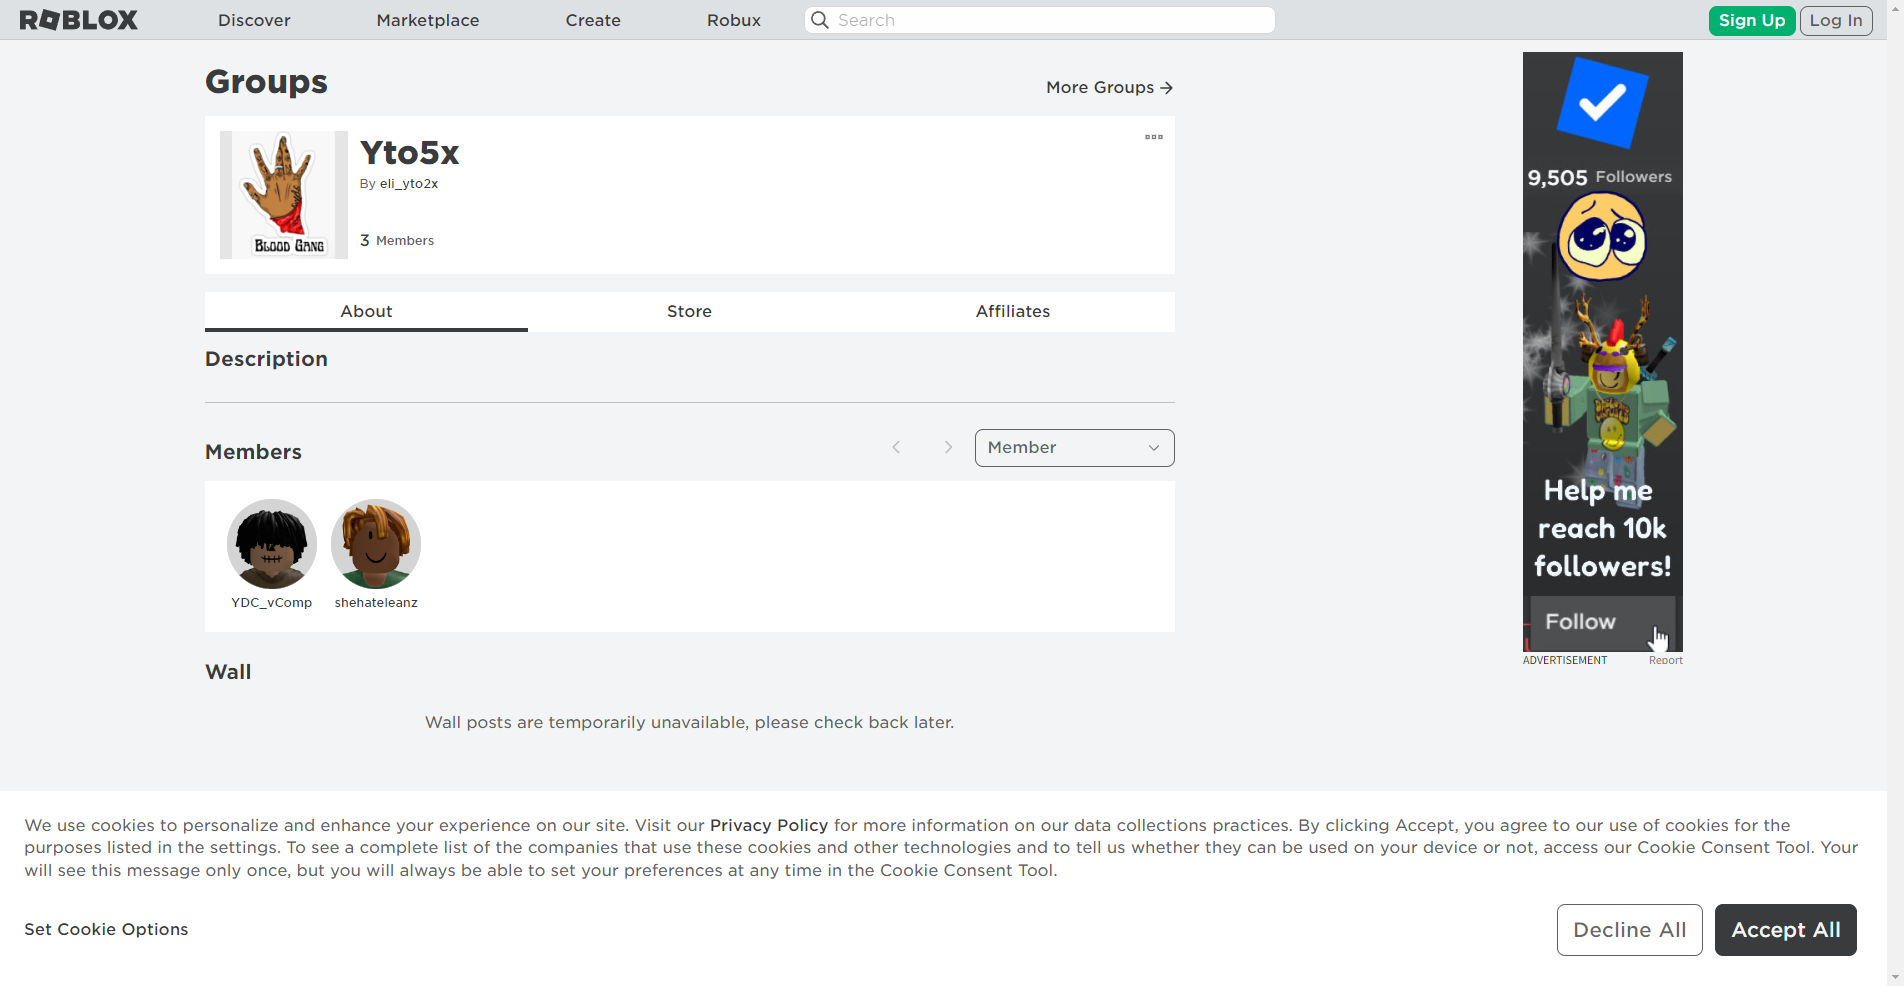 ROBLOX
Discover
Marketplace
Create
Robux
Search
Sign Up
Log In
Groups
More Groups
BLOOD GANG
Yto5x
By eli_yto2x
3 Members
About
Store
Affiliates
Description
Members
Member
YDC_vComp
shehateleanz
Wall
Wall posts are temporarily unavailable, please check back later.
9,505 Followers
Help me
reach 10k
followers!
Follow
ADVERTISEMENT
Report
We use cookies to personalize and enhance your experience on our site. Visit our Privacy Policy for more information on our data collections practices. By clicking Accept, you agree to our use of cookies for the
purposes listed in the settings. To see a complete list of the companies that use these cookies and other technologies and to tell us whether they can be used on your device or not, access our Cookie Consent Tool. Your
will see this message only once, but you will always be able to set your preferences at any time in the Cookie Consent Tool.
Set Cookie Options
Decline All
Accept All